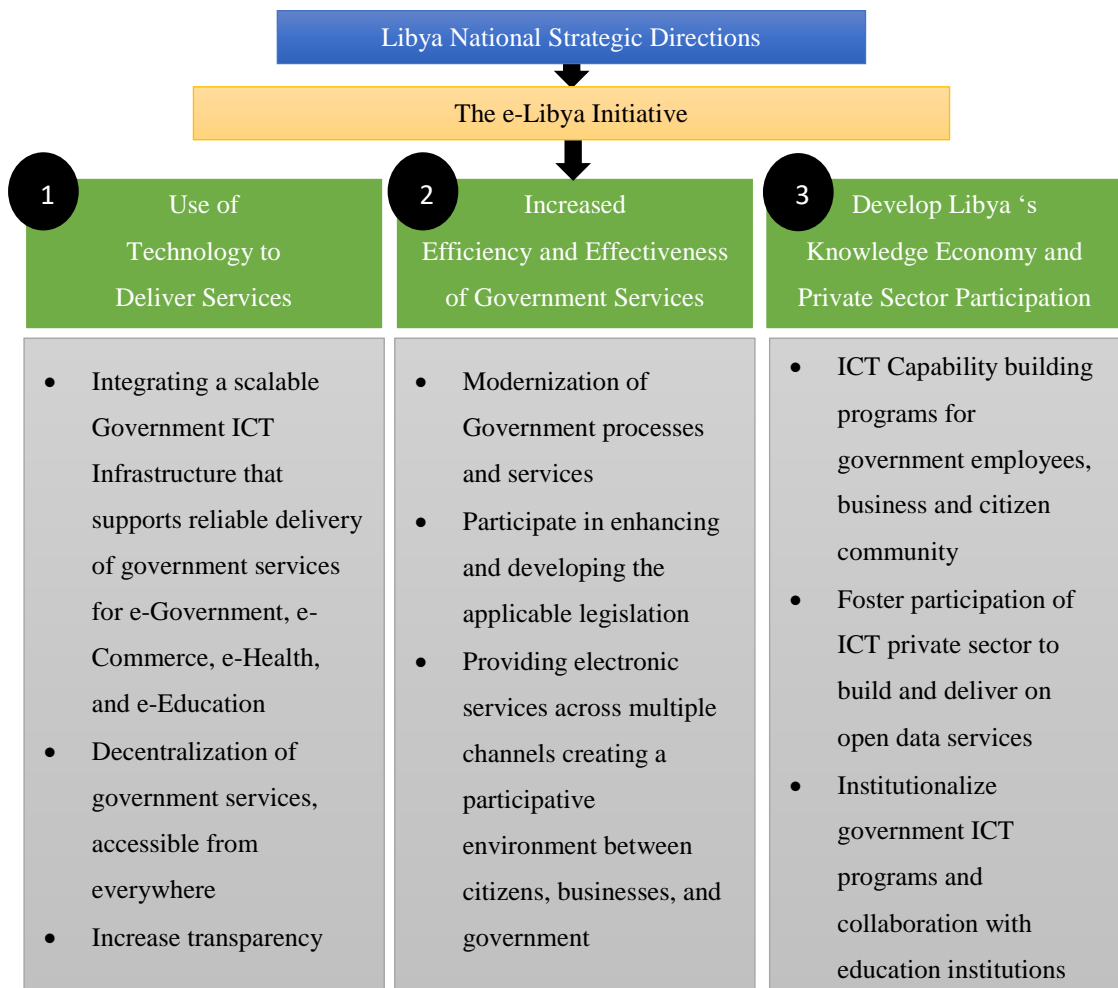 Libya National Strategic Directions
The e-Libya Initiative
1
Use of
Technology to
Deliver Services
2
Increased
Efficiency and Effectiveness
of Government Services
3
Develop Libya ‘s
Knowledge Economy and
Private Sector Participation
• Integrating a scalable
Government ICT
Infrastructure that
supports reliable delivery
of government services
for e-Government, e-
Commerce, e-Health,
and e-Education
• Decentralization of
government services,
accessible from
everywhere
• Increase transparency
• Modernization of
Government processes
and services
• Participate in enhancing
and developing the
applicable legislation
• Providing electronic
services across multiple
channels creating a
participative
environment between
citizens, businesses, and
government
• ICT Capability building
programs for
government employees,
business and citizen
community
• Foster participation of
ICT private sector to
build and deliver on
open data services
• Institutionalize
government ICT
programs and
collaboration with
education institutions